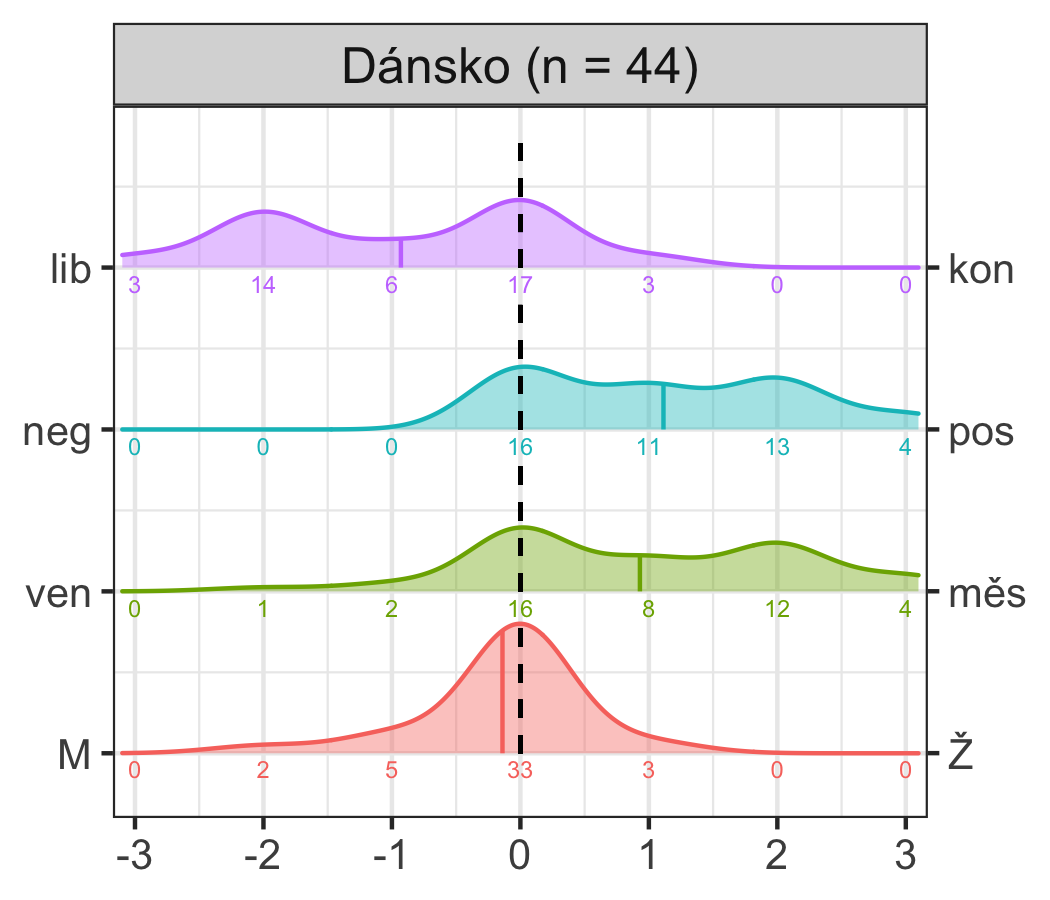 Dánsko (n = 44)
lib kon
3 14 6 17 3 0 0
neg pos
0 0 0 16 11 13 4
ven měs
0 1 2 16 8 12 4
M Ž
0 2 5 33 3 0 0
-3 -2 -1 0 1 2 3